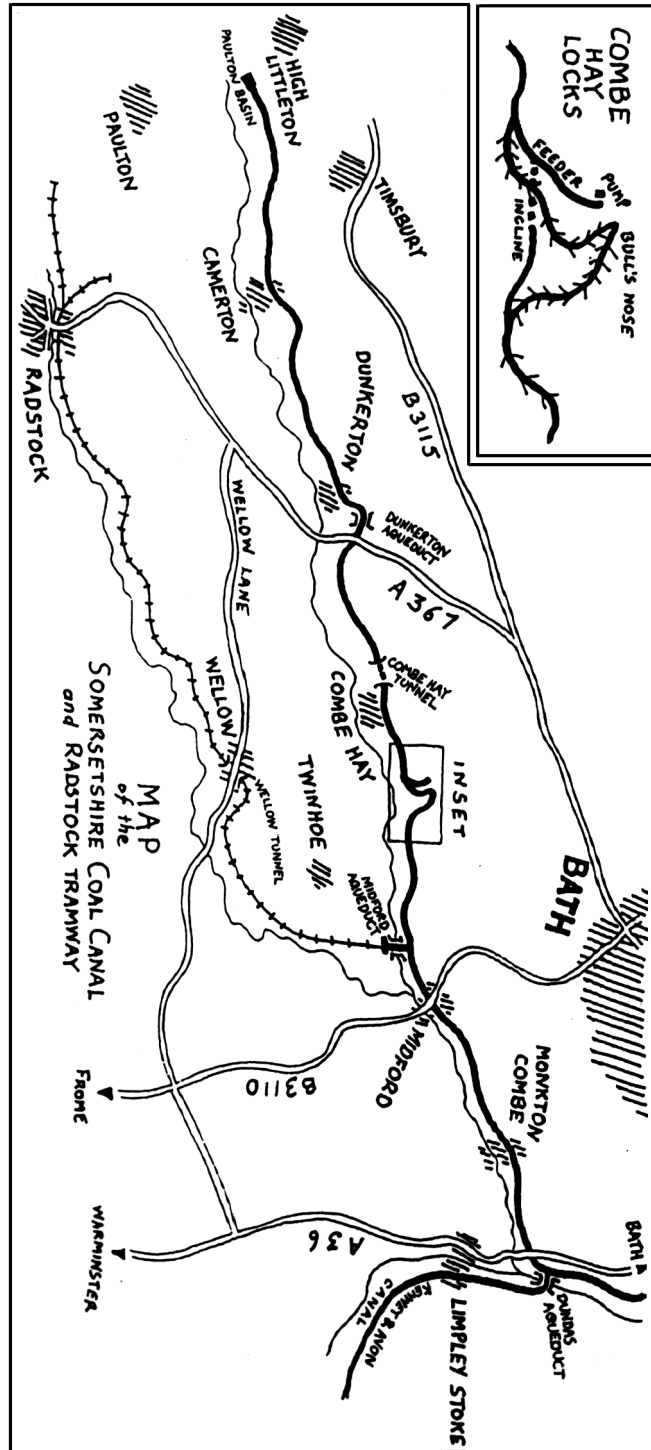 COMBE
HAY
LOCKS
PUMP
FEEDER
INCLINE
BULL'S NOSE
HIGH
LITTLETON
PAULTON BASIN
PAULTON
TIMSBURY
CAMERTON
B3115
DUNKERTON
RADSTOCK
DUNKERTON
AQUEDUCT
A367
WELLOW LANE
COMBE HAY
TUNNEL
COMBE HAY
INSET
BATH
WELLOW
WELLOW TUNNEL
TWINHOE
MIDFORD
AQUEDUCT
MIDFORD
MONKTON
COMBE
MAP
of the
SOMERSETSHIRE COAL CANAL
and RADSTOCK TRAMWAY
B3110
FROME
WARMINSTER
A36
BATH
DUNDAS
AQUEDUCT
LIMPLEY STOKE
KENNET & AVON
CANAL